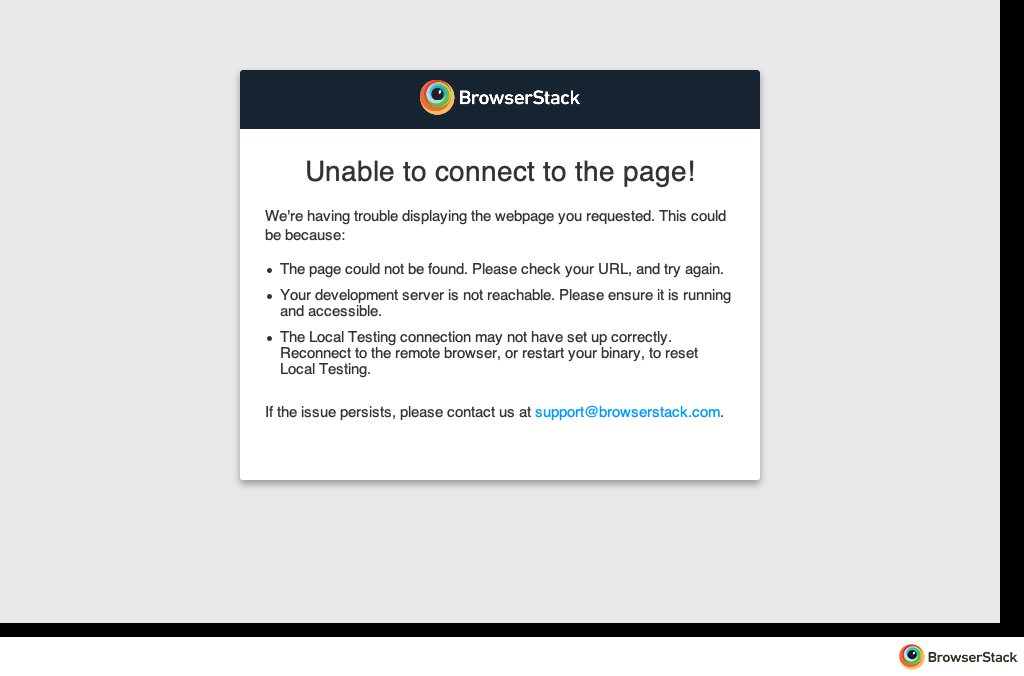 BrowserStack
Unable to connect to the page!
We're having trouble displaying the webpage you requested. This could
be because:
The page could not be found. Please check your URL, and try again.
Your development server is not reachable. Please ensure it is running
and accessible.
The Local Testing connection may not have set up correctly.
Reconnect to the remote browser, or restart your binary, to reset
Local Testing.
If the issue persists, please contact us at support@browserstack.com.
BrowserStack